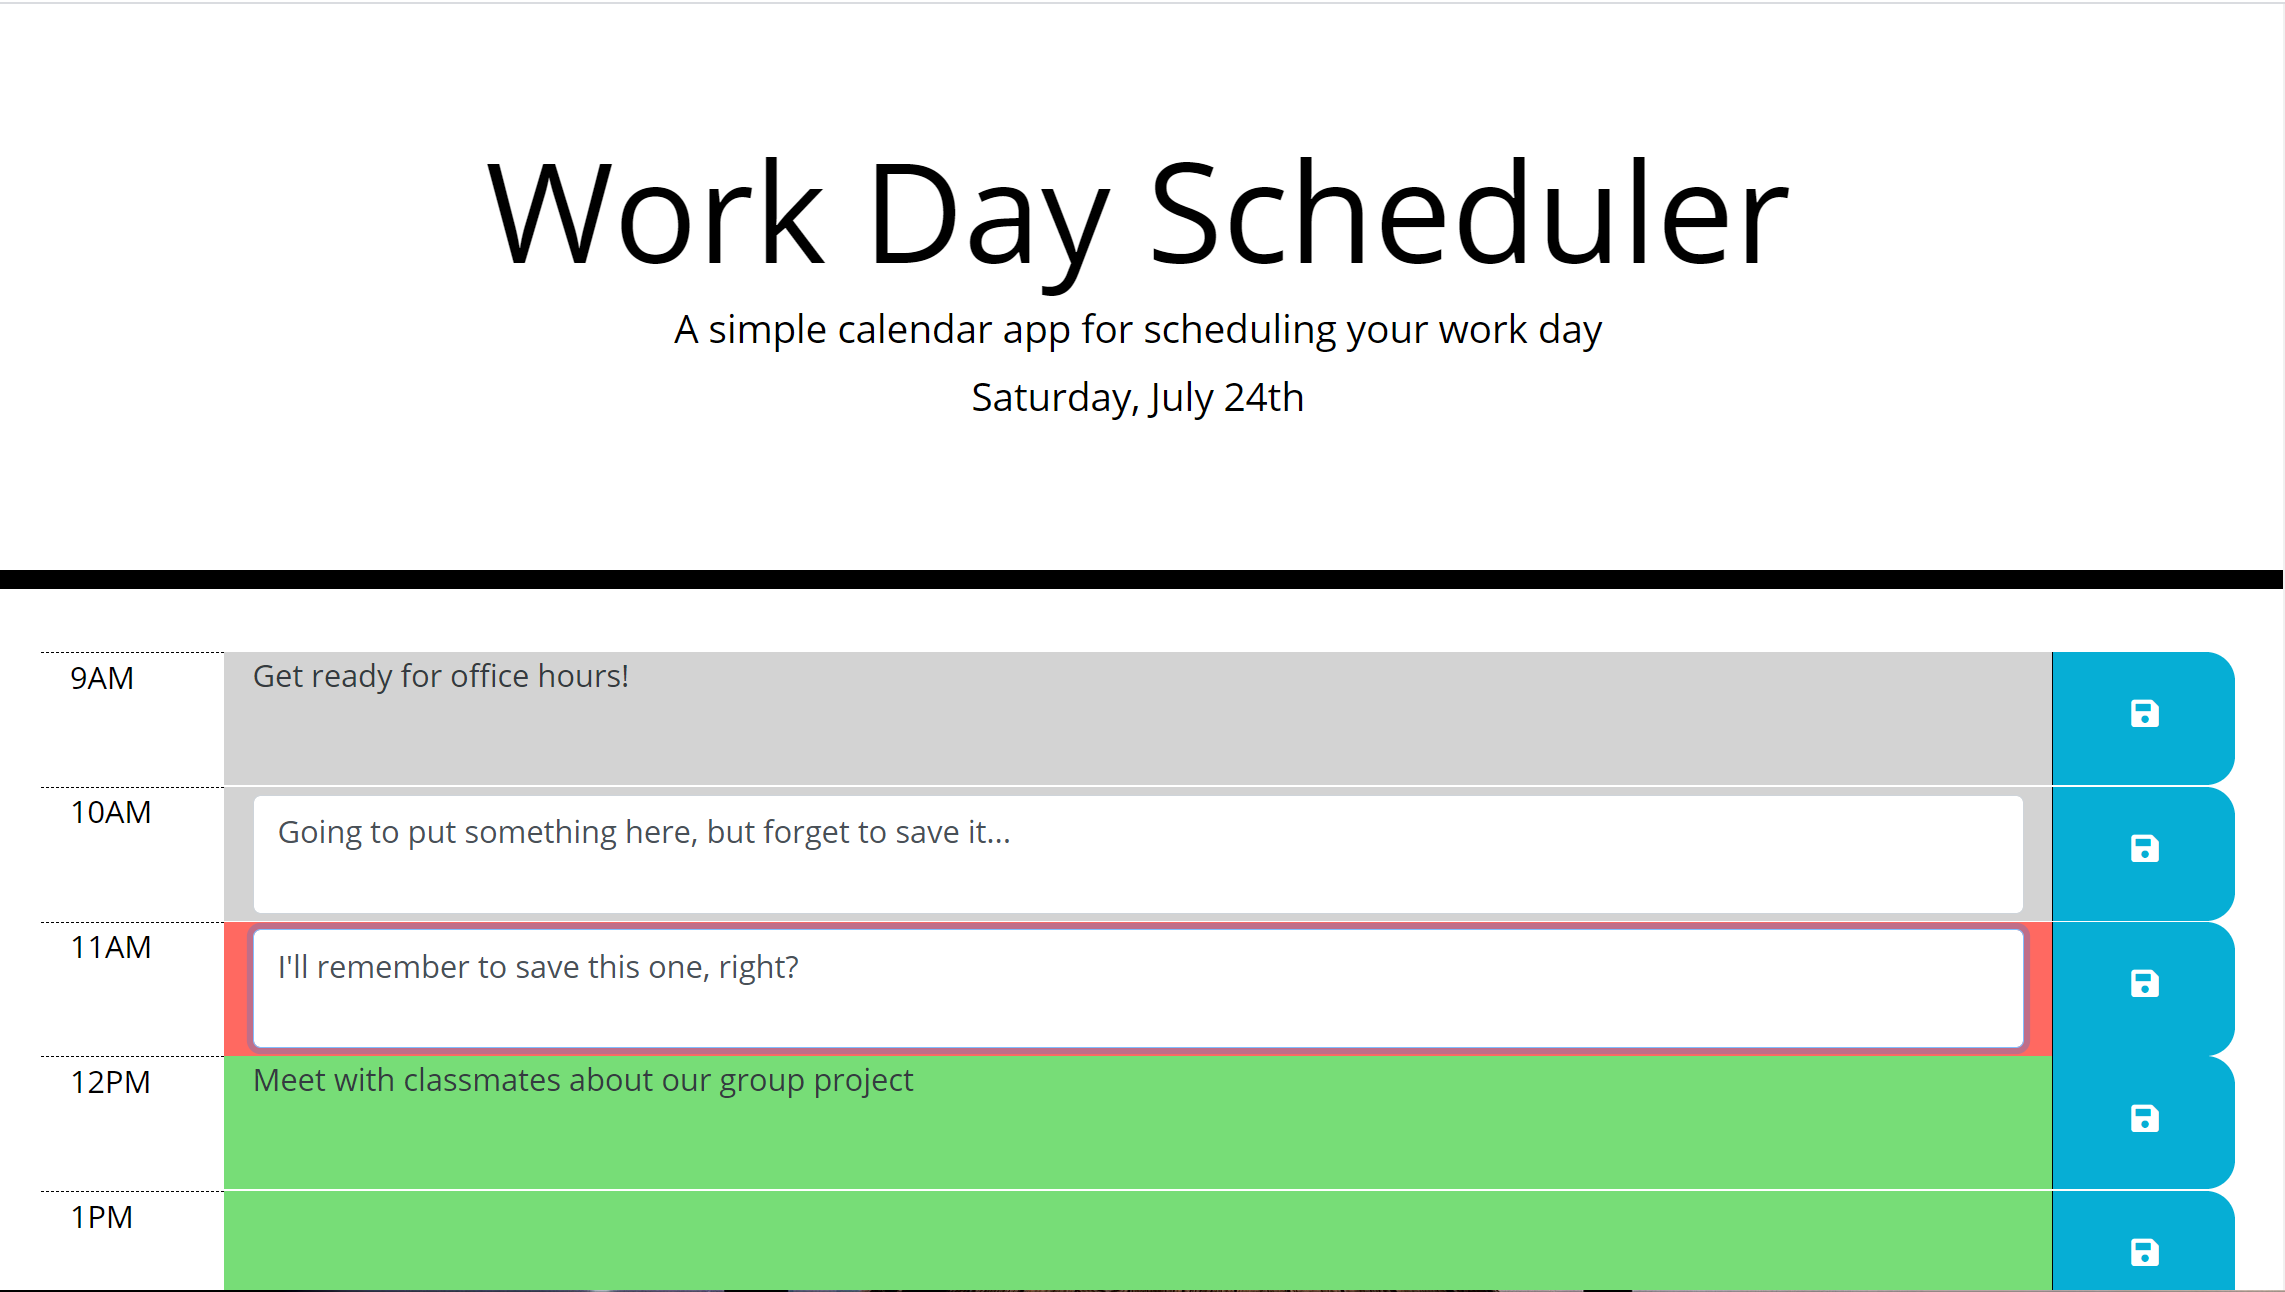 Work Day Scheduler
A simple calendar app for scheduling your work day
Saturday, July 24th
9AM
Get ready for office hours!
10AM
Going to put something here, but forget to save it...
11AM
I'll remember to save this one, right?
12PM
Meet with classmates about our group project
1PM